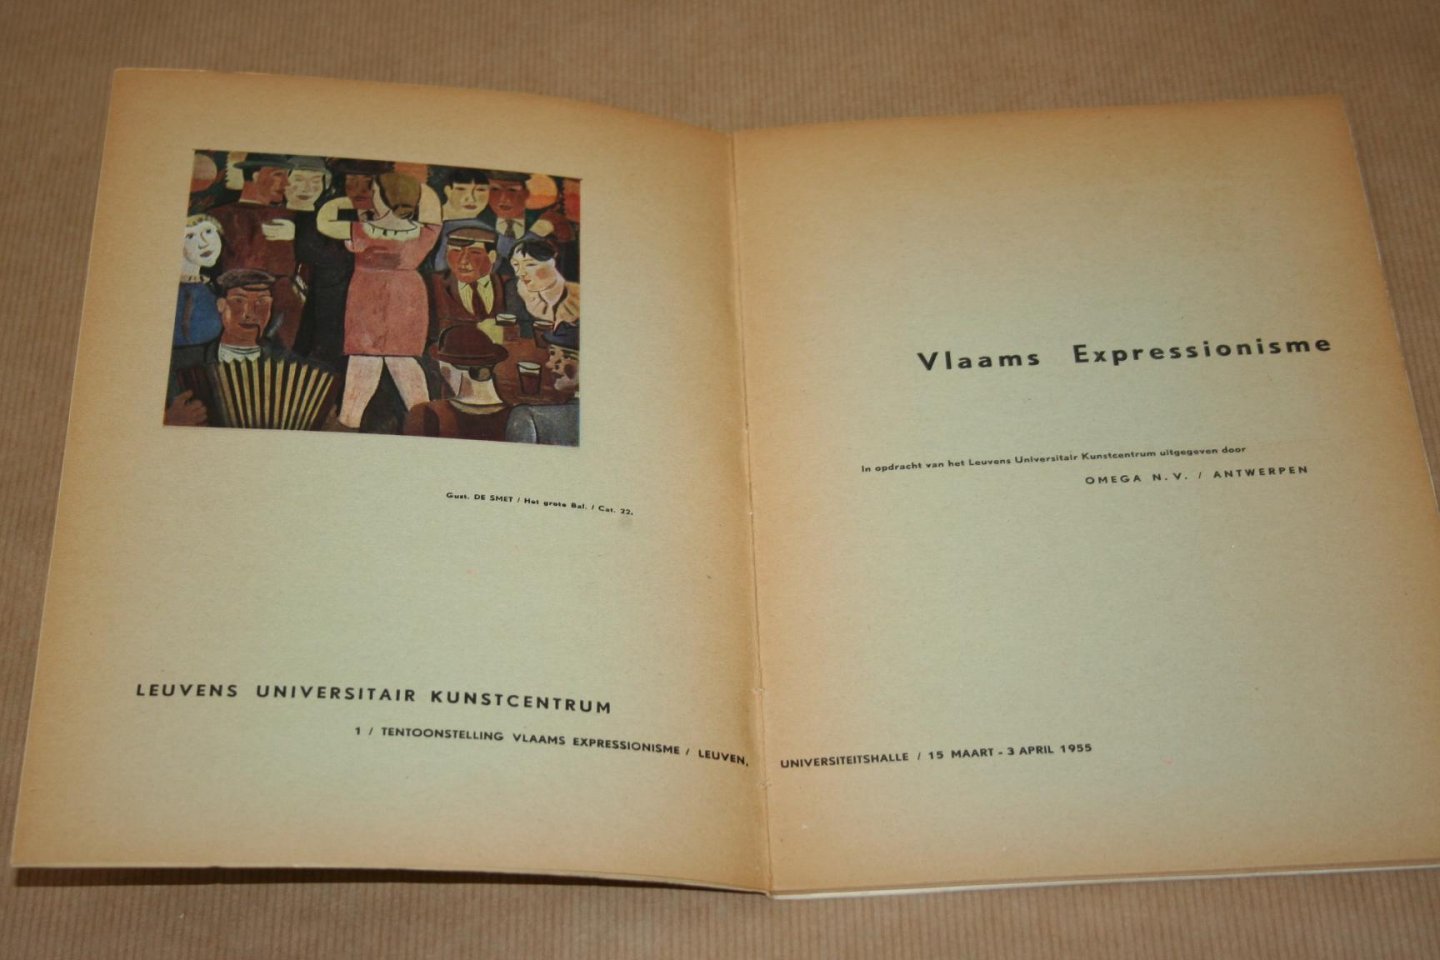 Gust. DE SMET / Het grote Bal. / Cat. 22.
LEUVENS UNIVERSITAIR KUNSTCENTRUM
1 / TENTOONSTELLING VLAAMS EXPRESSIONISME / LEUVEN,
Vlaams Expressionisme
In opdracht van het Leuvens Universitair Kunstcentrum uitgegeven door
OMEGA N.V. / ANTWERPEN
UNIVERSITEITSHALLE / 15 MAART - 3 APRIL 1955